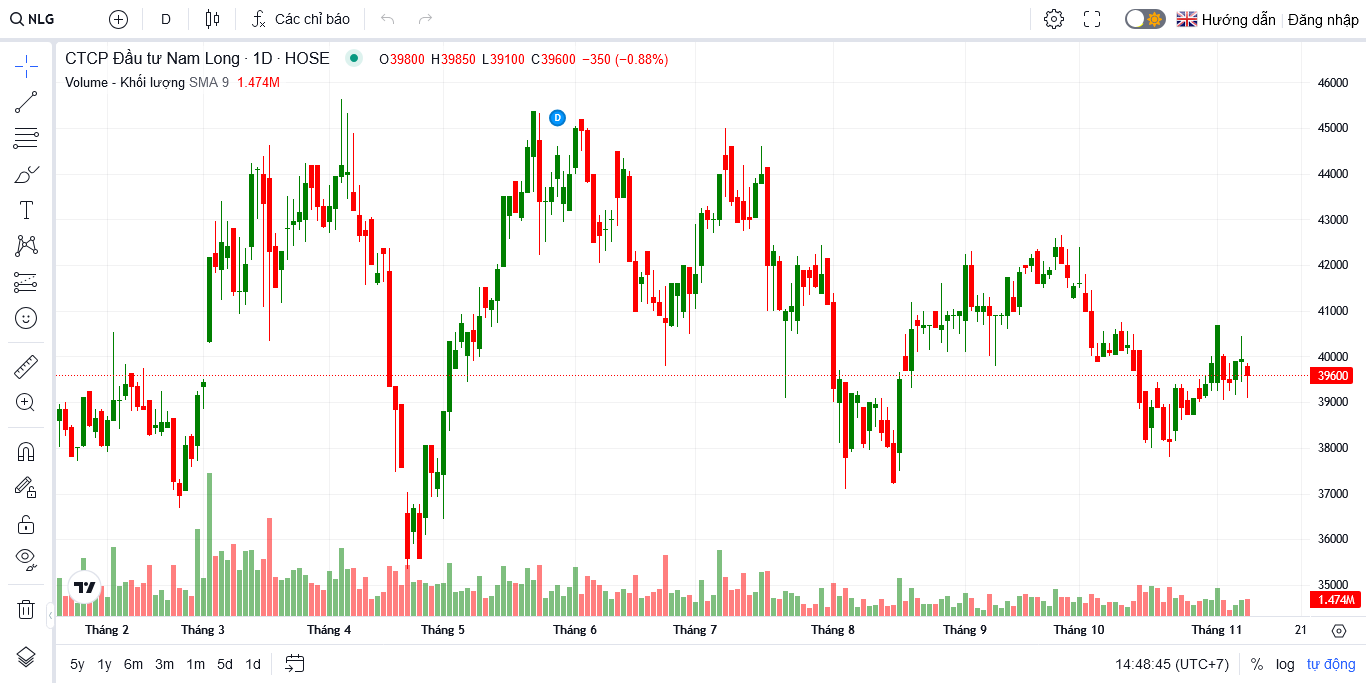 NLG D Các chỉ báo Hướng dẫn Đăng nhập
CTCP Đầu tư Nam Long · 1D · HOSE O39800 H39850 L39100 C39600 −350 (−0.88%)
Volume - Khối lượng SMA 9 1.474M
D
46000
45000
44000
43000
42000
41000
40000
39600
39000
38000
37000
36000
35000
1.474M
Tháng 2 Tháng 3 Tháng 4 Tháng 5 Tháng 6 Tháng 7 Tháng 8 Tháng 9 Tháng 10 Tháng 11 21
5y 1y 6m 3m 1m 5d 1d 14:48:45 (UTC+7) % log tự động